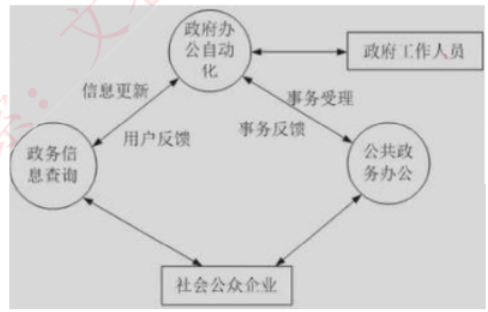 政府办
公自动
化
政府工作人员
信息更新
事务受理
用户反馈
事务反馈
政务信
息查询
公共政
务办公
社会公众企业